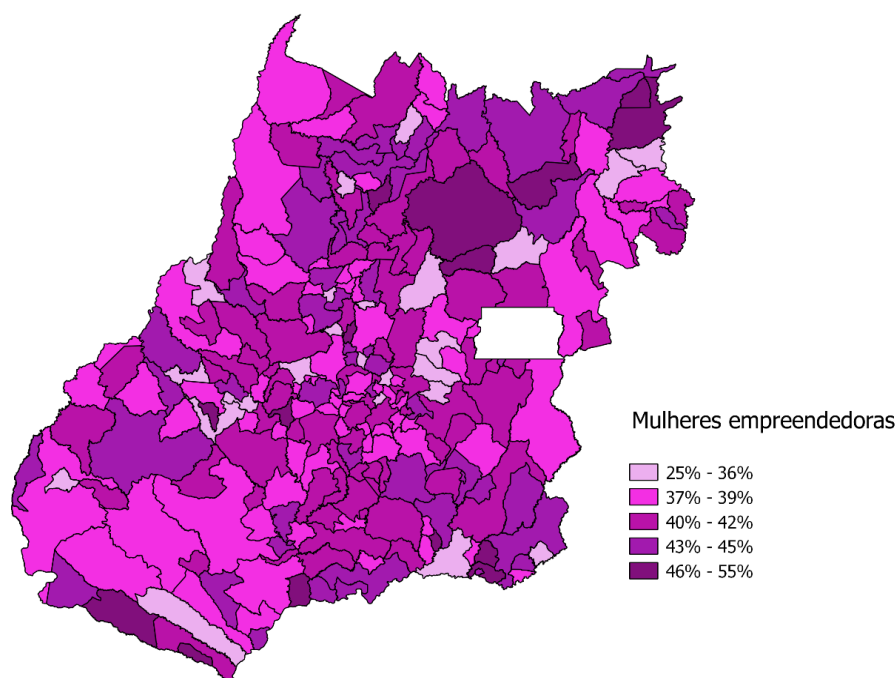 Mulheres empreendedoras
25% - 36%
37% - 39%
40% - 42%
43% - 45%
46% - 55%